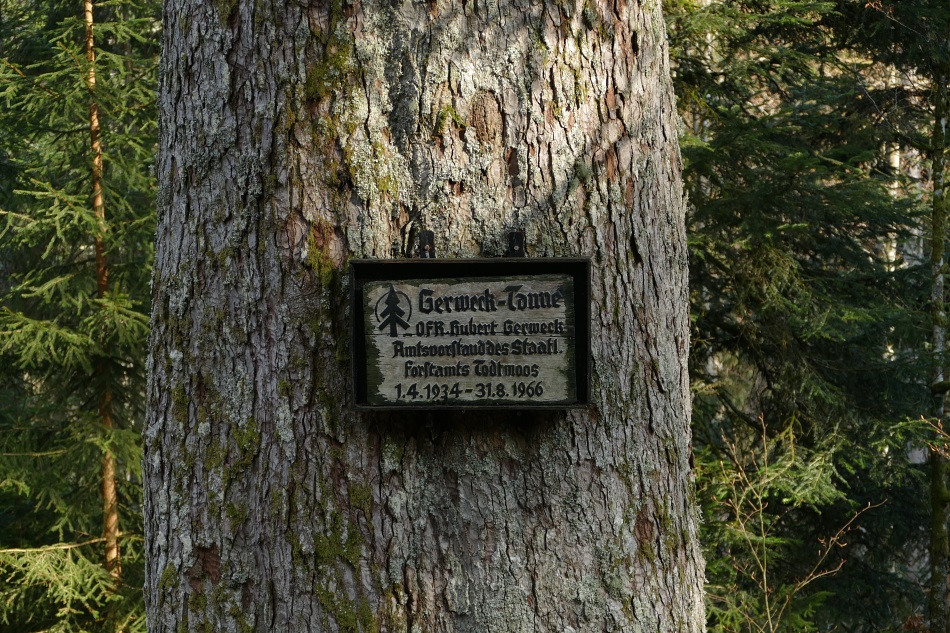 Gerweck-Tanne
OFR. Hubert Gerweck
Amtsvorstand des Staatl.
Forstamts Todtmoos
1.4.1934-31.8.1966